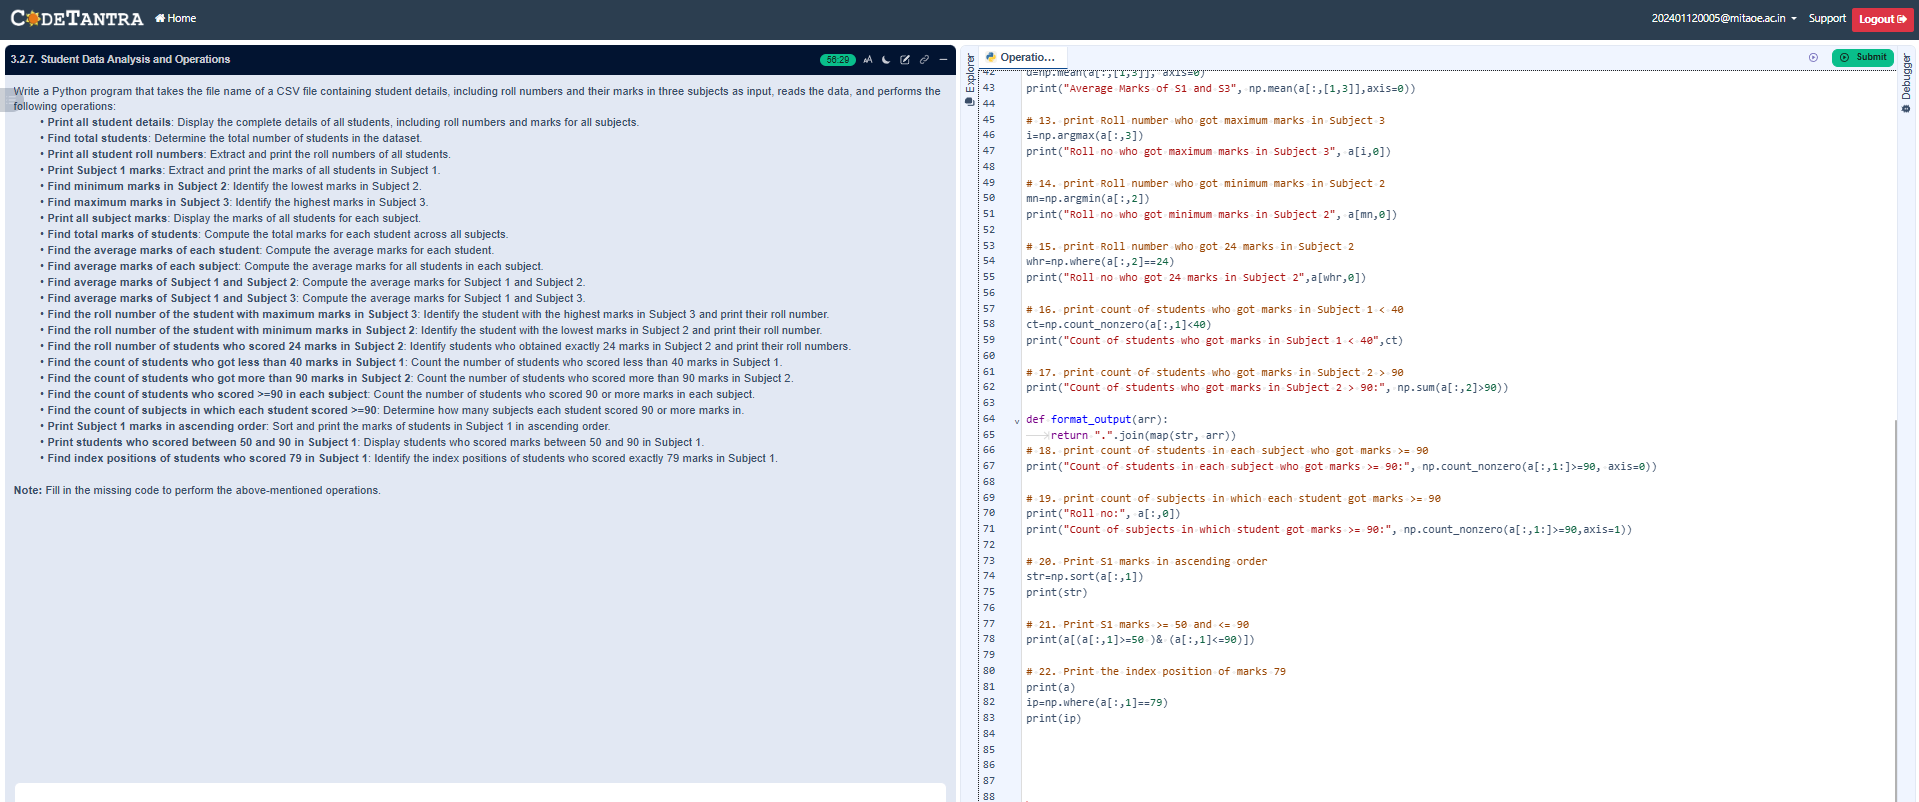 CODETANTRA
Home
202401120005@mitaoe.ac.in
Support
Logout
3.2.7. Student Data Analysis and Operations
56:29
Write a Python program that takes the file name of a CSV file containing student details, including roll numbers and their marks in three subjects as input, reads the data, and performs the
following operations:
• Print all student details: Display the complete details of all students, including roll numbers and marks for all subjects.
• Find total students: Determine the total number of students in the dataset.
• Print all student roll numbers: Extract and print the roll numbers of all students.
• Print Subject 1 marks: Extract and print the marks of all students in Subject 1.
• Find minimum marks in Subject 2: Identify the lowest marks in Subject 2.
• Find maximum marks in Subject 3: Identify the highest marks in Subject 3.
• Print all subject marks: Display the marks of all students for each subject.
• Find total marks of students: Compute the total marks for each student across all subjects.
• Find the average marks of each student: Compute the average marks for each student.
• Find average marks of each subject: Compute the average marks for all students in each subject.
• Find average marks of Subject 1 and Subject 2: Compute the average marks for Subject 1 and Subject 2.
• Find average marks of Subject 1 and Subject 3: Compute the average marks for Subject 1 and Subject 3.
• Find the roll number of the student with maximum marks in Subject 3: Identify the student with the highest marks in Subject 3 and print their roll number.
• Find the roll number of the student with minimum marks in Subject 2: Identify the student with the lowest marks in Subject 2 and print their roll number.
• Find the roll number of students who scored 24 marks in Subject 2: Identify students who obtained exactly 24 marks in Subject 2 and print their roll numbers.
• Find the count of students who got less than 40 marks in Subject 1: Count the number of students who scored less than 40 marks in Subject 1.
• Find the count of students who got more than 90 marks in Subject 2: Count the number of students who scored more than 90 marks in Subject 2.
• Find the count of students who scored >=90 in each subject: Count the number of students who scored 90 or more marks in each subject.
• Find the count of subjects in which each student scored >=90: Determine how many subjects each student scored 90 or more marks in.
• Print Subject 1 marks in ascending order: Sort and print the marks of students in Subject 1 in ascending order.
• Print students who scored between 50 and 90 in Subject 1: Display students who scored marks between 50 and 90 in Subject 1.
• Find index positions of students who scored 79 in Subject 1: Identify the index positions of students who scored exactly 79 marks in Subject 1.
Note: Fill in the missing code to perform the above-mentioned operations.
Explorer
Operatio...
Submit
Debugger
42 d=np.mean(a[:,[1,3]], axis=0)
43 print("Average Marks of S1 and S3", np.mean(a[:,[1,3]],axis=0))
44
45 # 13. print Roll number who got maximum marks in Subject 3
46 i=np.argmax(a[:,3])
47 print("Roll no who got maximum marks in Subject 3", a[i,0])
48
49 # 14. print Roll number who got minimum marks in Subject 2
50 mn=np.argmin(a[:,2])
51 print("Roll no who got minimum marks in Subject 2", a[mn,0])
52
53 # 15. print Roll number who got 24 marks in Subject 2
54 whr=np.where(a[:,2]==24)
55 print("Roll no who got 24 marks in Subject 2",a[whr,0])
56
57 # 16. print count of students who got marks in Subject 1 < 40
58 ct=np.count_nonzero(a[:,1]<40)
59 print("Count of students who got marks in Subject 1 < 40",ct)
60
61 # 17. print count of students who got marks in Subject 2 > 90
62 print("Count of students who got marks in Subject 2 > 90:", np.sum(a[:,2]>90))
63
64 def format_output(arr):
65 return ".".join(map(str, arr))
66 # 18. print count of students in each subject who got marks >= 90
67 print("Count of students in each subject who got marks >= 90:", np.count_nonzero(a[:,1:]>=90, axis=0))
68
69 # 19. print count of subjects in which each student got marks >= 90
70 print("Roll no:", a[:,0])
71 print("Count of subjects in which student got marks >= 90:", np.count_nonzero(a[:,1:]>=90,axis=1))
72
73 # 20. Print S1 marks in ascending order
74 str=np.sort(a[:,1])
75 print(str)
76
77 # 21. Print S1 marks >= 50 and <= 90
78 print(a[(a[:,1]>=50 )& (a[:,1]<=90)])
79
80 # 22. Print the index position of marks 79
81 print(a)
82 ip=np.where(a[:,1]==79)
83 print(ip)
84
85
86
87
88